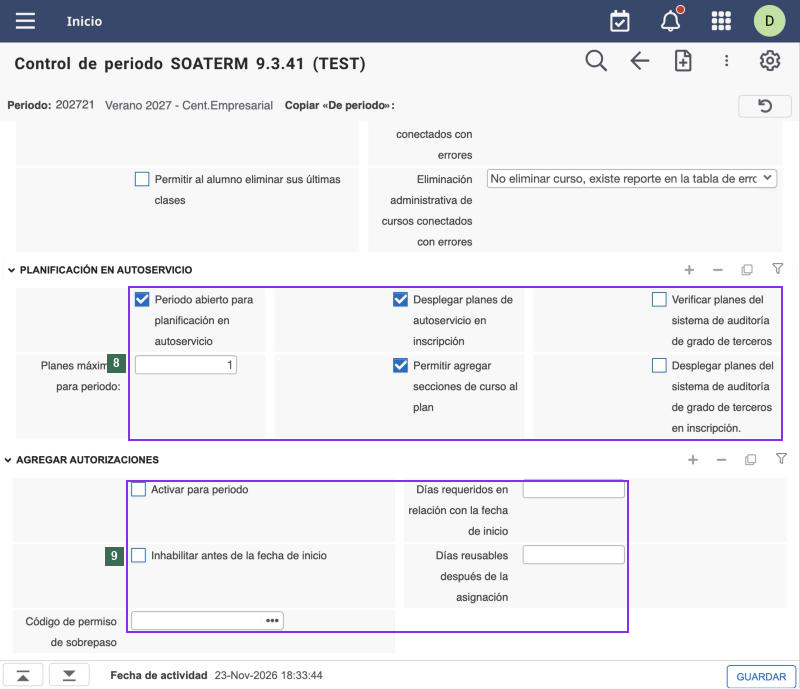 Inicio
D
Control de periodo SOATERM 9.3.41 (TEST)
Periodo: 202721 Verano 2027 - Cent.Empresarial Copiar «De periodo»:
conectados con
errores
Permitir al alumno eliminar sus últimas
clases
Eliminación
administrativa de
cursos conectados
con errores
No eliminar curso, existe reporte en la tabla de erro
PLANIFICACIÓN EN AUTOSERVICIO
Periodo abierto para
planificación en
autoservicio
Desplegar planes de
autoservicio en
inscripción
Verificar planes del
sistema de auditoría
de grado de terceros
Planes máxim
para periodo:
8
1
Permitir agregar
secciones de curso al
plan
Desplegar planes del
sistema de auditoría
de grado de terceros
en inscripción.
AGREGAR AUTORIZACIONES
Activar para periodo
Días requeridos en
relación con la fecha
de inicio
9
Inhabilitar antes de la fecha de inicio
Días reusables
después de la
asignación
Código de permiso
de sobrepaso
Fecha de actividad 23-Nov-2026 18:33:44
GUARDAR